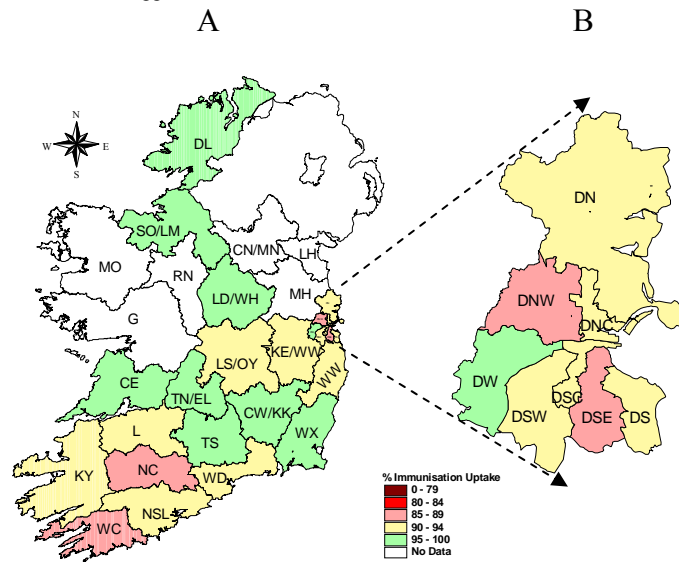 A
B
N
W
E
S
DL
DN
SO/LM
CN/MN
LH
MO
RN
MH
LD/WH
G
DNW
DNC
LS/OY
KE/WW
WW
CE
TN/EL
DW
DSC
DSW
DSE
DS
CW/KK
L
TS
WX
KY
NC
WD
NSL
WC
% Immunisation Uptake
0 - 79
80 - 84
85 - 89
90 - 94
95 - 100
No Data